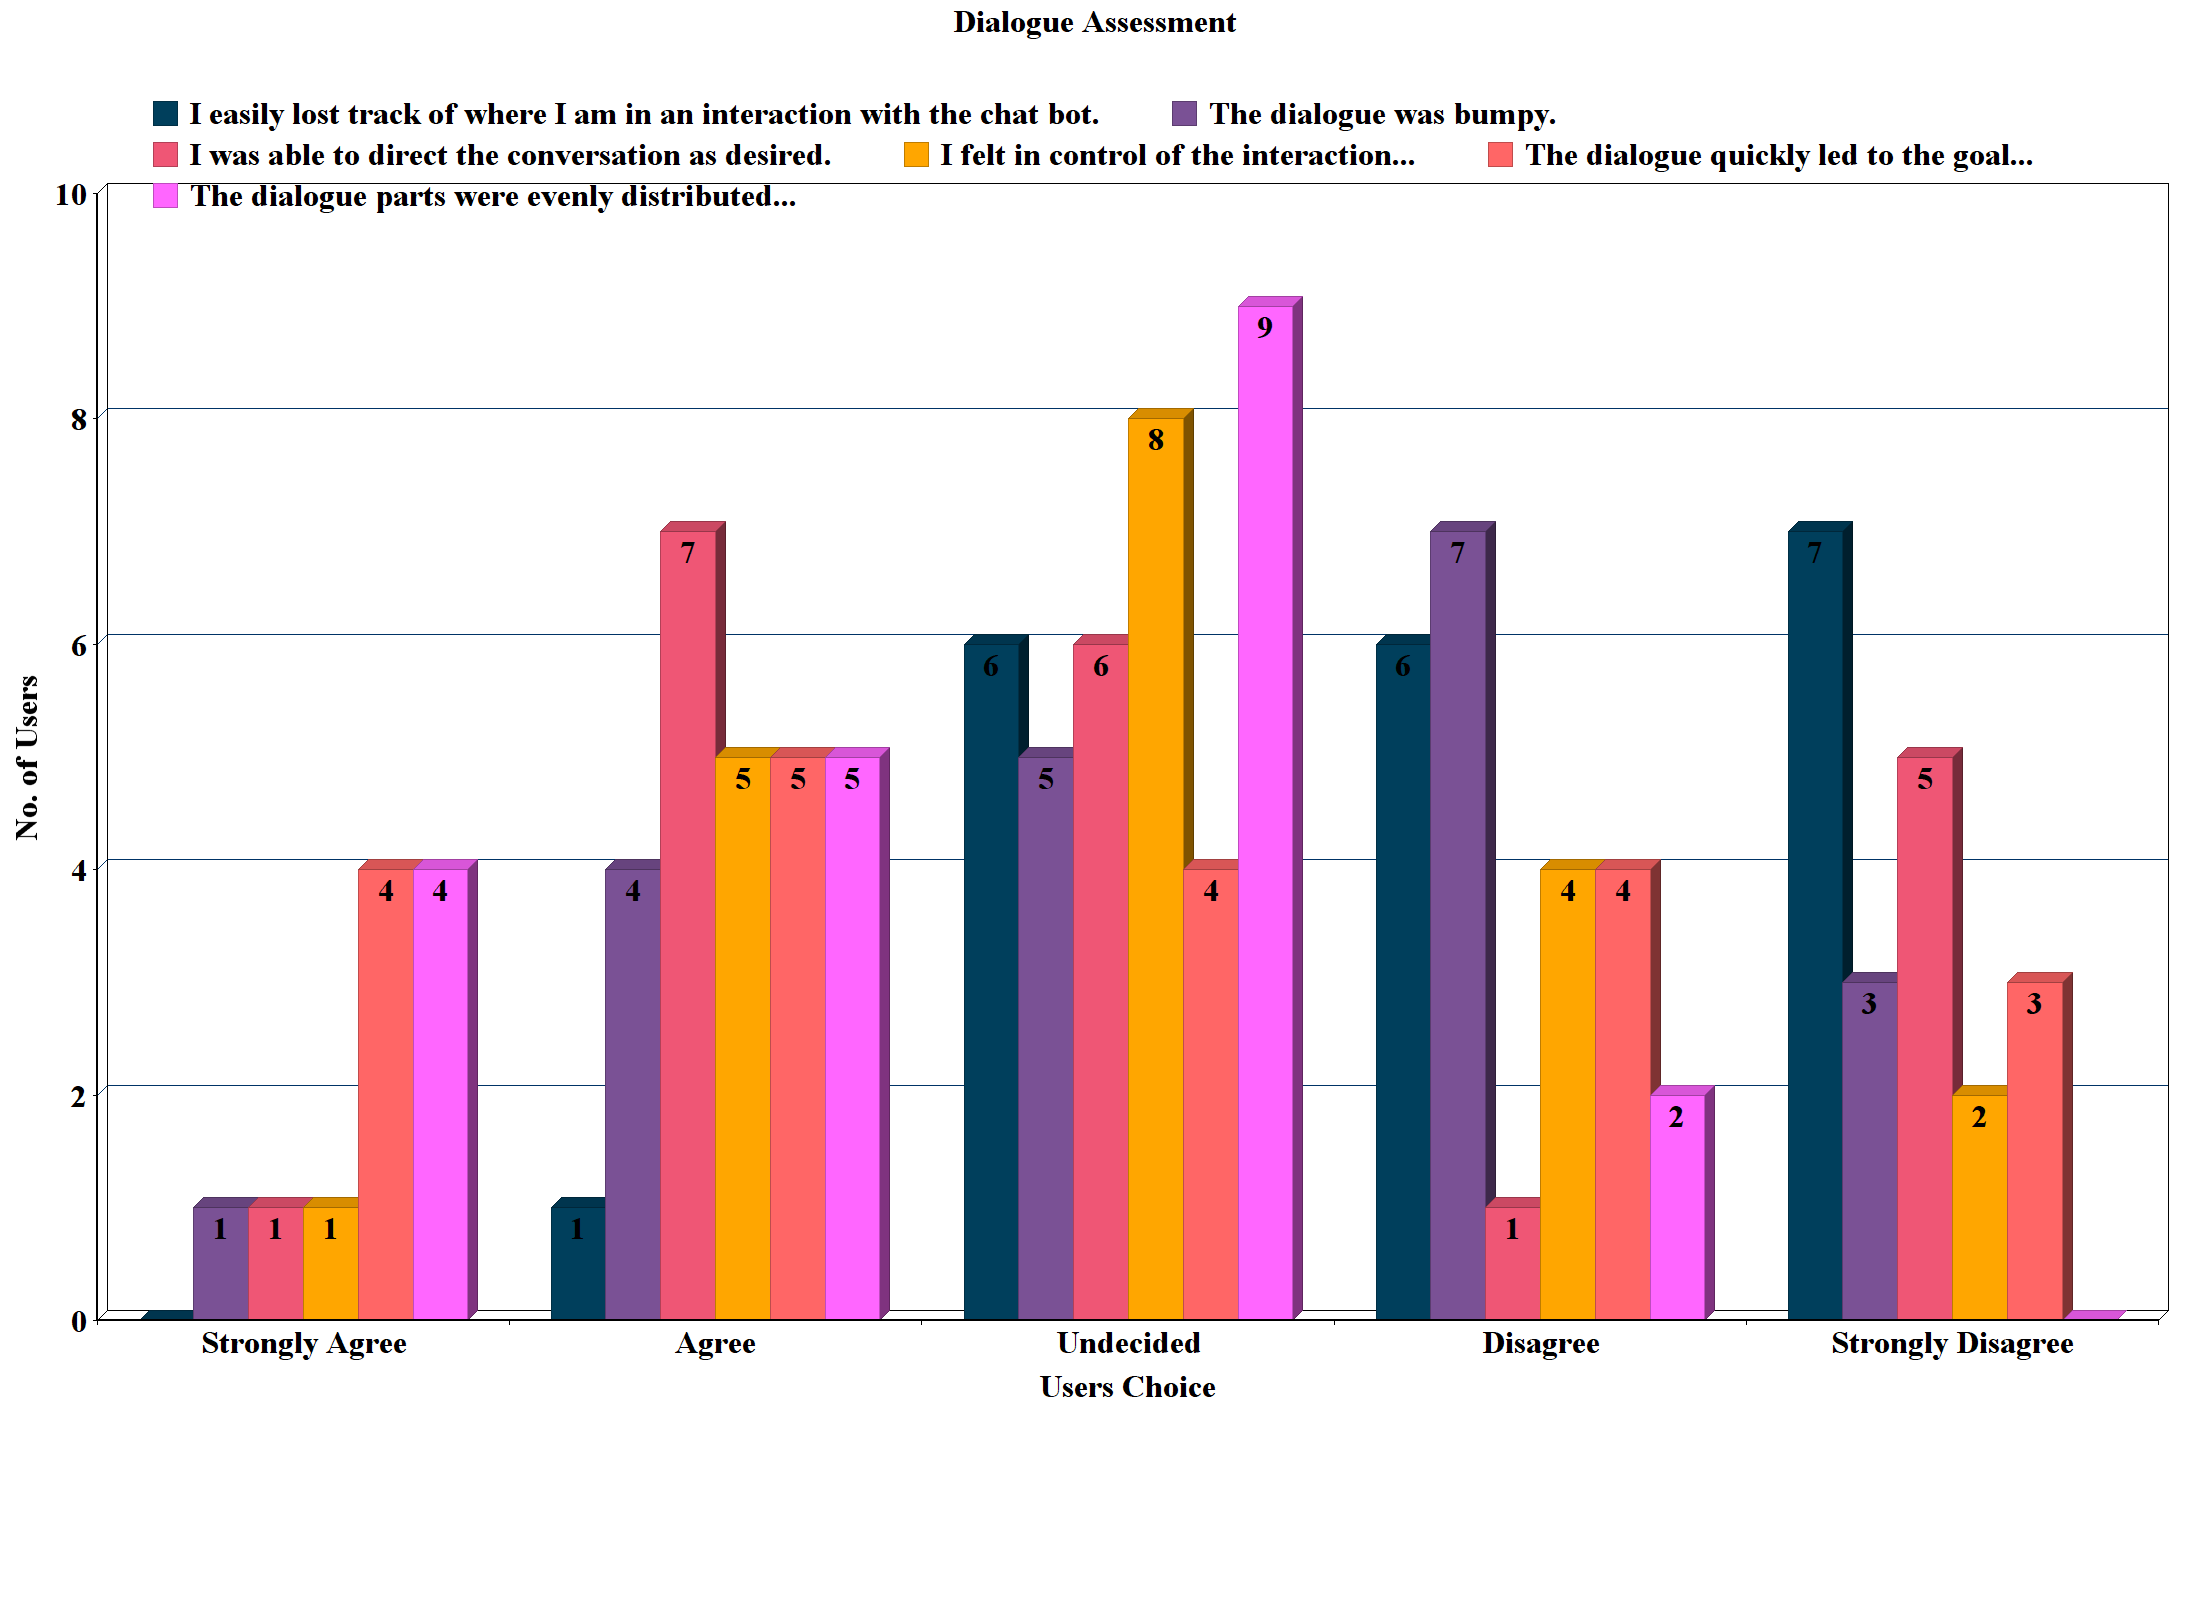 Dialogue Assessment
I easily lost track of where I am in an interaction with the chat bot. The dialogue was bumpy.
I was able to direct the conversation as desired. I felt in control of the interaction... The dialogue quickly led to the goal...
The dialogue parts were evenly distributed...
10
8
6
4
2
0
No. of Users
1 1 1 4 4
1 4 7 5 5 5
6 5 6 8 4 9
6 7 1 4 4 2
7 3 5 2 3
Strongly Agree Agree Undecided Disagree Strongly Disagree
Users Choice